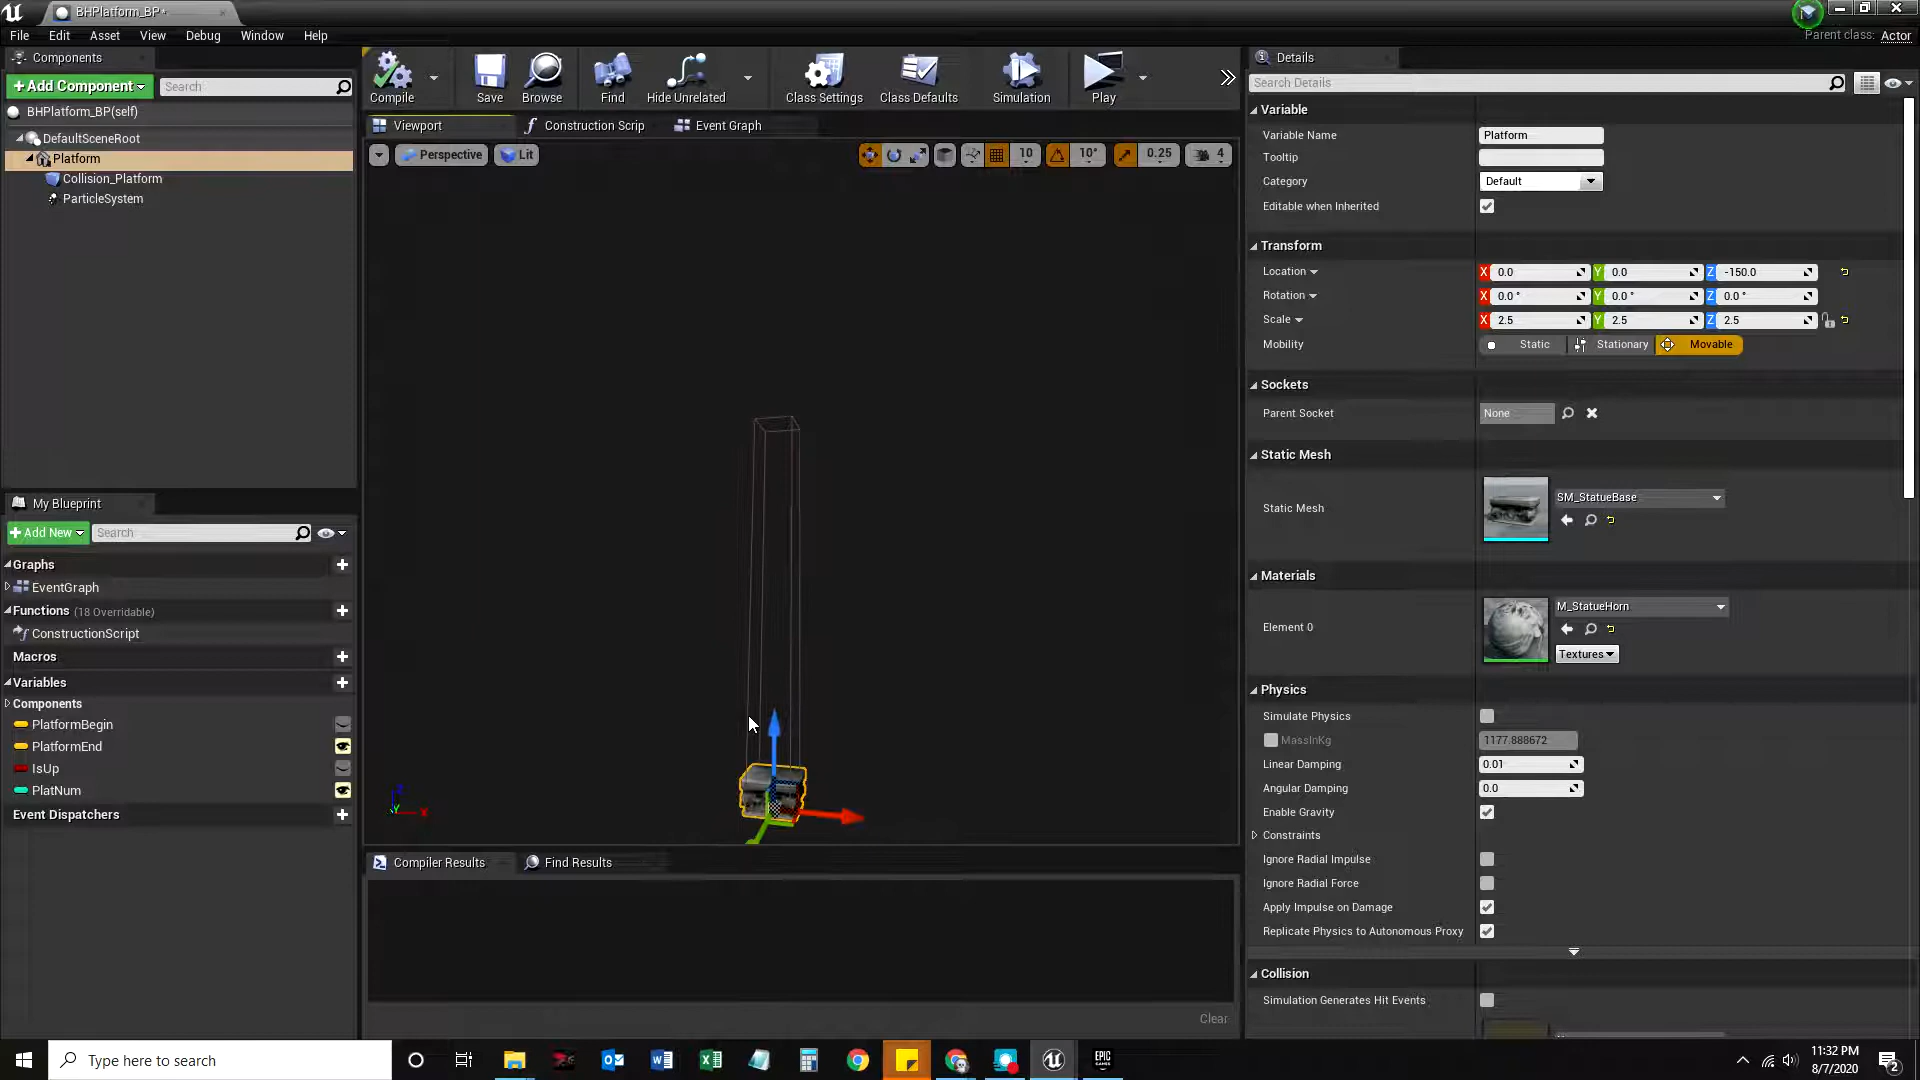 BHPlatform_BP*
File Edit Asset View Debug Window Help
Parent class: Actor
Components
+Add Component
Search
BHPlatform_BP(self)
DefaultSceneRoot
Platform
Collision_Platform
ParticleSystem
My Blueprint
+Add New
Search
Graphs
EventGraph
Functions (18 Overridable)
ConstructionScript
Macros
Variables
Components
PlatformBegin
PlatformEnd
IsUp
PlatNum
Event Dispatchers
Compile
Save
Browse
Find
Hide Unrelated
Class Settings
Class Defaults
Simulation
Play
Viewport
Construction Scrip
Event Graph
Perspective
Lit
10
10°
0.25
4
Z
Y
X
Compiler Results
Find Results
Clear
Details
Search Details
Variable
Variable Name Platform
Tooltip
Category Default
Editable when Inherited
Transform
Location X 0.0 Y 0.0 Z -150.0
Rotation X 0.0 ° Y 0.0 ° Z 0.0 °
Scale X 2.5 Y 2.5 Z 2.5
Mobility Static Stationary Movable
Sockets
Parent Socket None
Static Mesh
Static Mesh SM_StatueBase
Materials
Element 0 M_StatueHorn
Textures
Physics
Simulate Physics
MassInKg 1177.888672
Linear Damping 0.01
Angular Damping 0.0
Enable Gravity
Constraints
Ignore Radial Impulse
Ignore Radial Force
Apply Impulse on Damage
Replicate Physics to Autonomous Proxy
Collision
Simulation Generates Hit Events
Type here to search
EPIC
GAMES
11:32 PM
8/7/2020
2